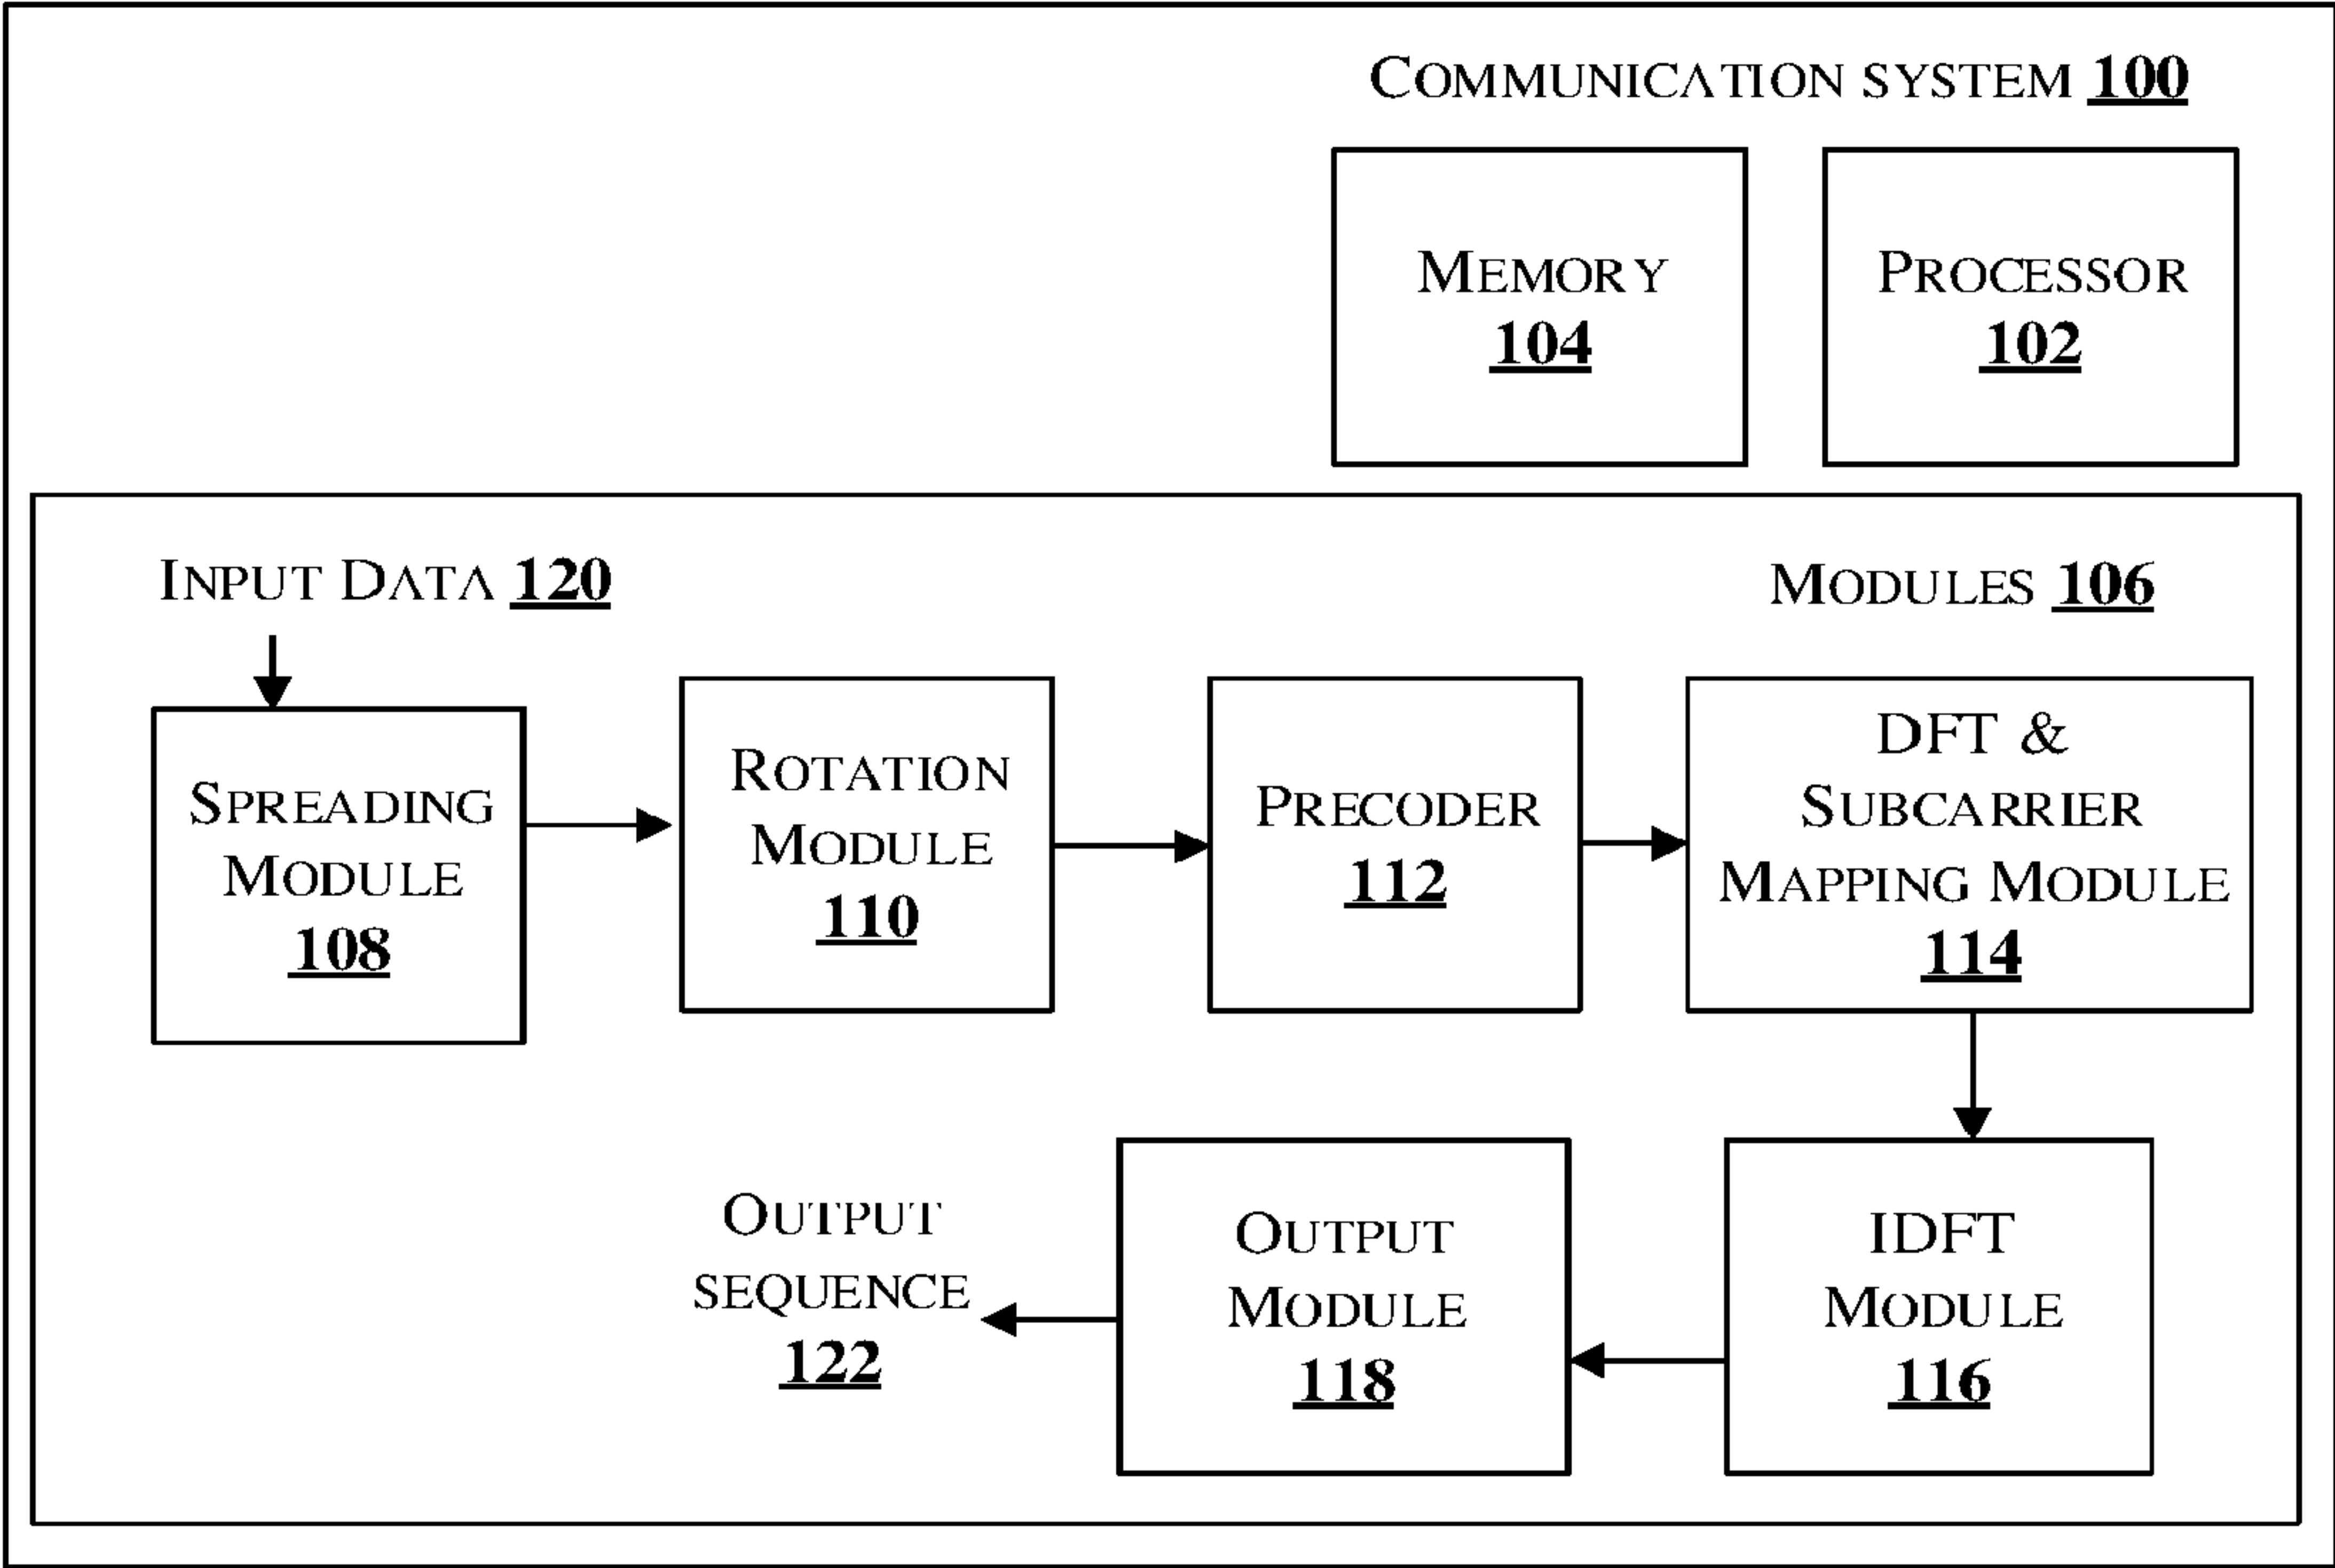 COMMUNICATION SYSTEM 100
MEMORY
104
PROCESSOR
102
INPUT DATA 120
MODULES 106
SPREADING
MODULE
108
ROTATION
MODULE
110
PRECODER
112
DFT &
SUBCARRIER
MAPPING MODULE
114
OUTPUT
SEQUENCE
122
OUTPUT
MODULE
118
IDFT
MODULE
116